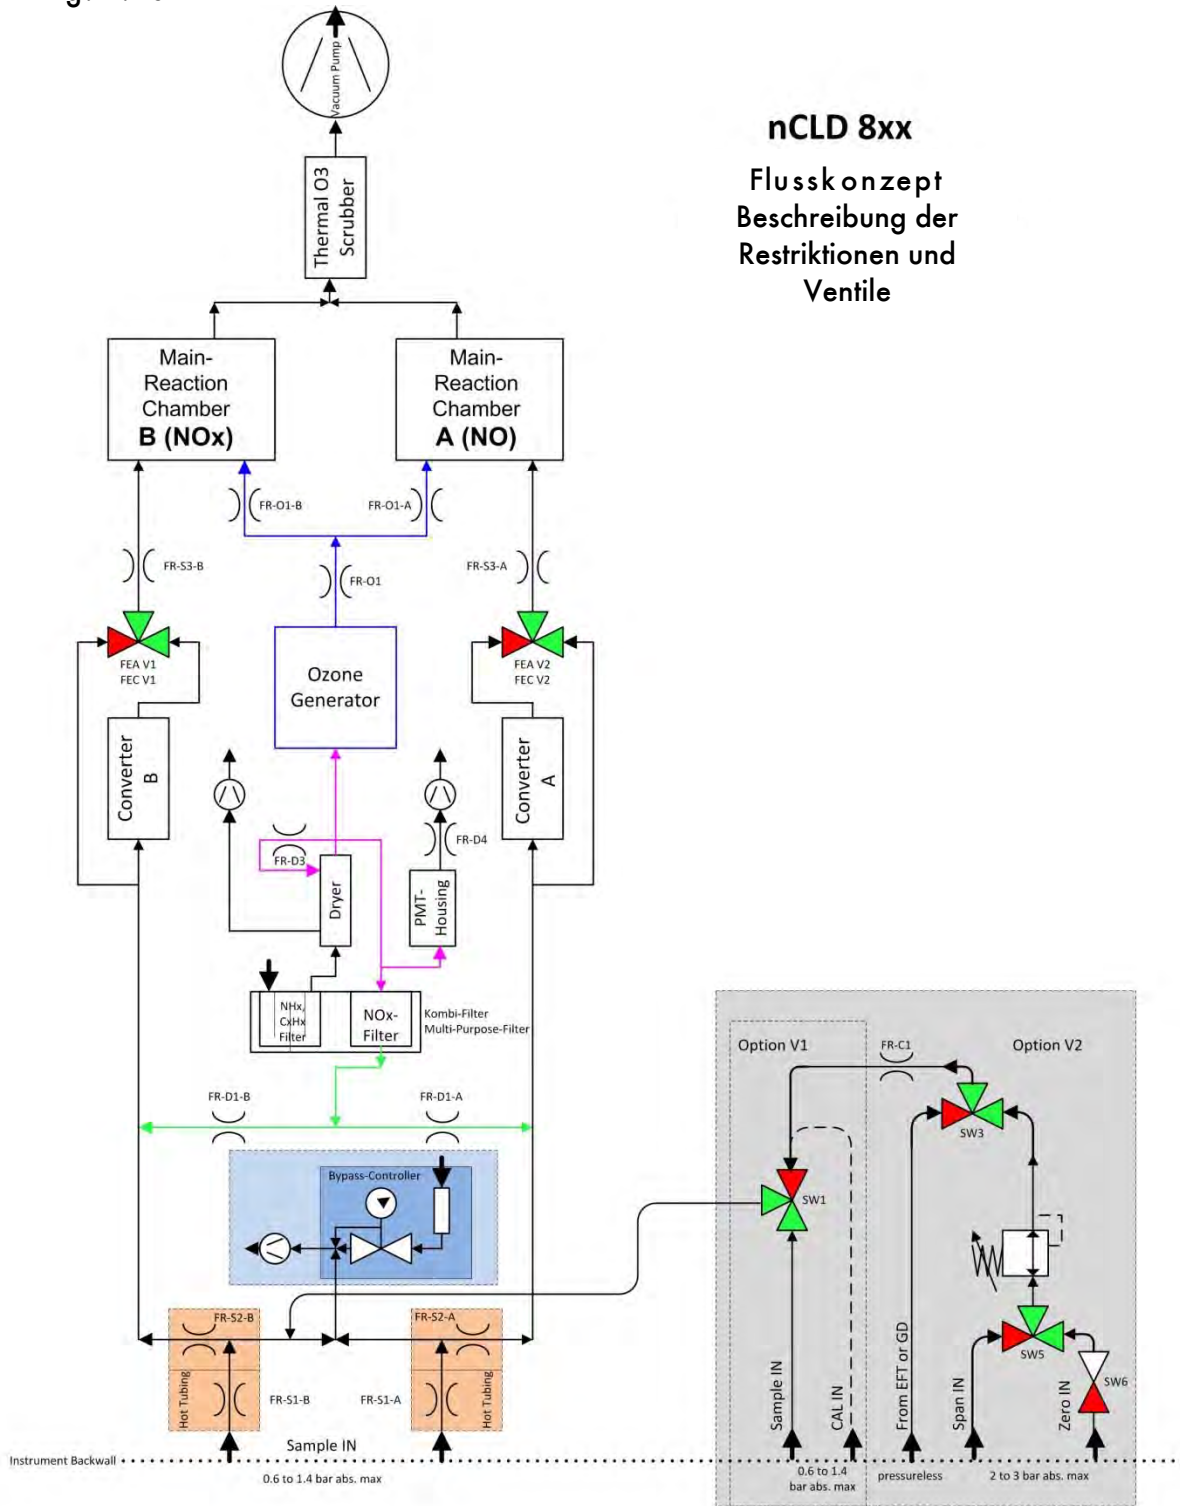 Vacuum Pump
nCLD 8xx
Flusskonzept
Beschreibung der
Restriktionen und
Ventile
Thermal O3
Scrubber
Main-
Reaction
Chamber
B (NOx)
Main-
Reaction
Chamber
A (NO)
FR-O1-B
FR-O1-A
FR-S3-B
FR-S3-A
FR-O1
FEA V1
FEC V1
FEA V2
FEC V2
Ozone
Generator
Converter
B
Converter
A
FR-D3
FR-D4
Dryer
PMT-
Housing
NHx,
CxHx
Filter
NOx-
Filter
Kombi-Filter
Multi-Purpose-Filter
Option V1
FR-C1
Option V2
FR-D1-B
FR-D1-A
SW3
Bypass-Controller
SW1
FR-S2-B
FR-S2-A
SW5
SW6
Hot Tubing
FR-S1-B
FR-S1-A
Hot Tubing
Sample IN
CAL IN
From EFT or GD
Span IN
Zero IN
Sample IN
Instrument Backwall
0.6 to 1.4 bar abs. max
0.6 to 1.4
bar abs. max
pressureless
2 to 3 bar abs. max